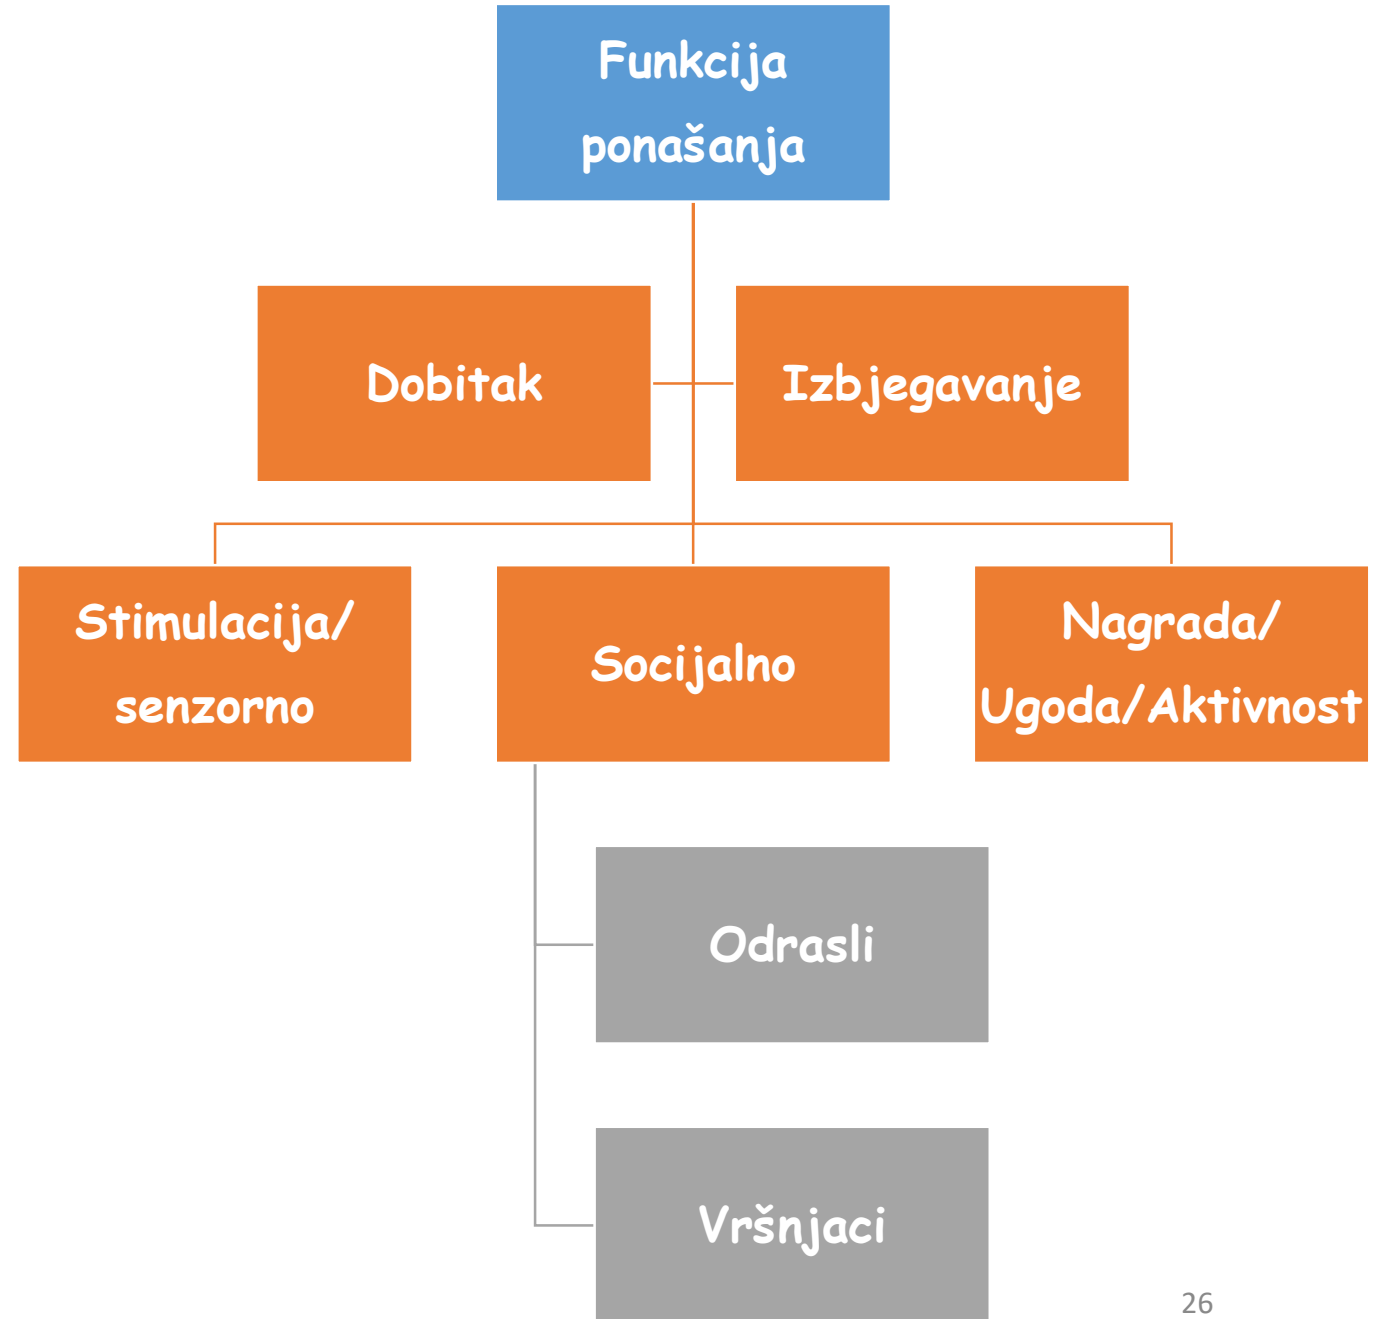 Funkcija
ponašanja
Dobitak
Izbjegavanje
Stimulacija/
senzorno
Socijalno
Nagrada/
Ugoda/Aktivnost
Odrasli
Vršnjaci
26